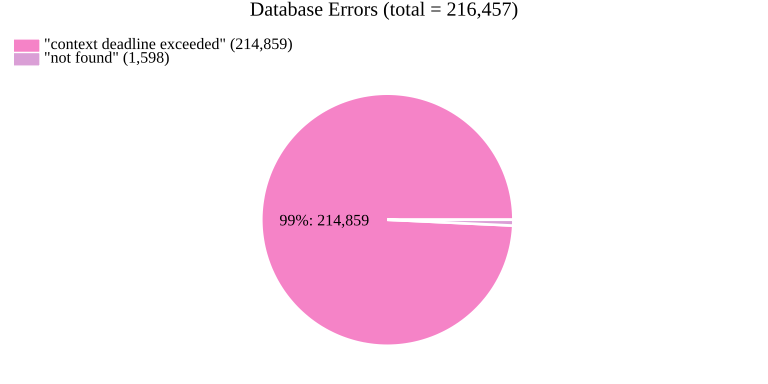 Database Errors (total = 216,457)
"context deadline exceeded" (214,859)
"not found" (1,598)
99%: 214,859